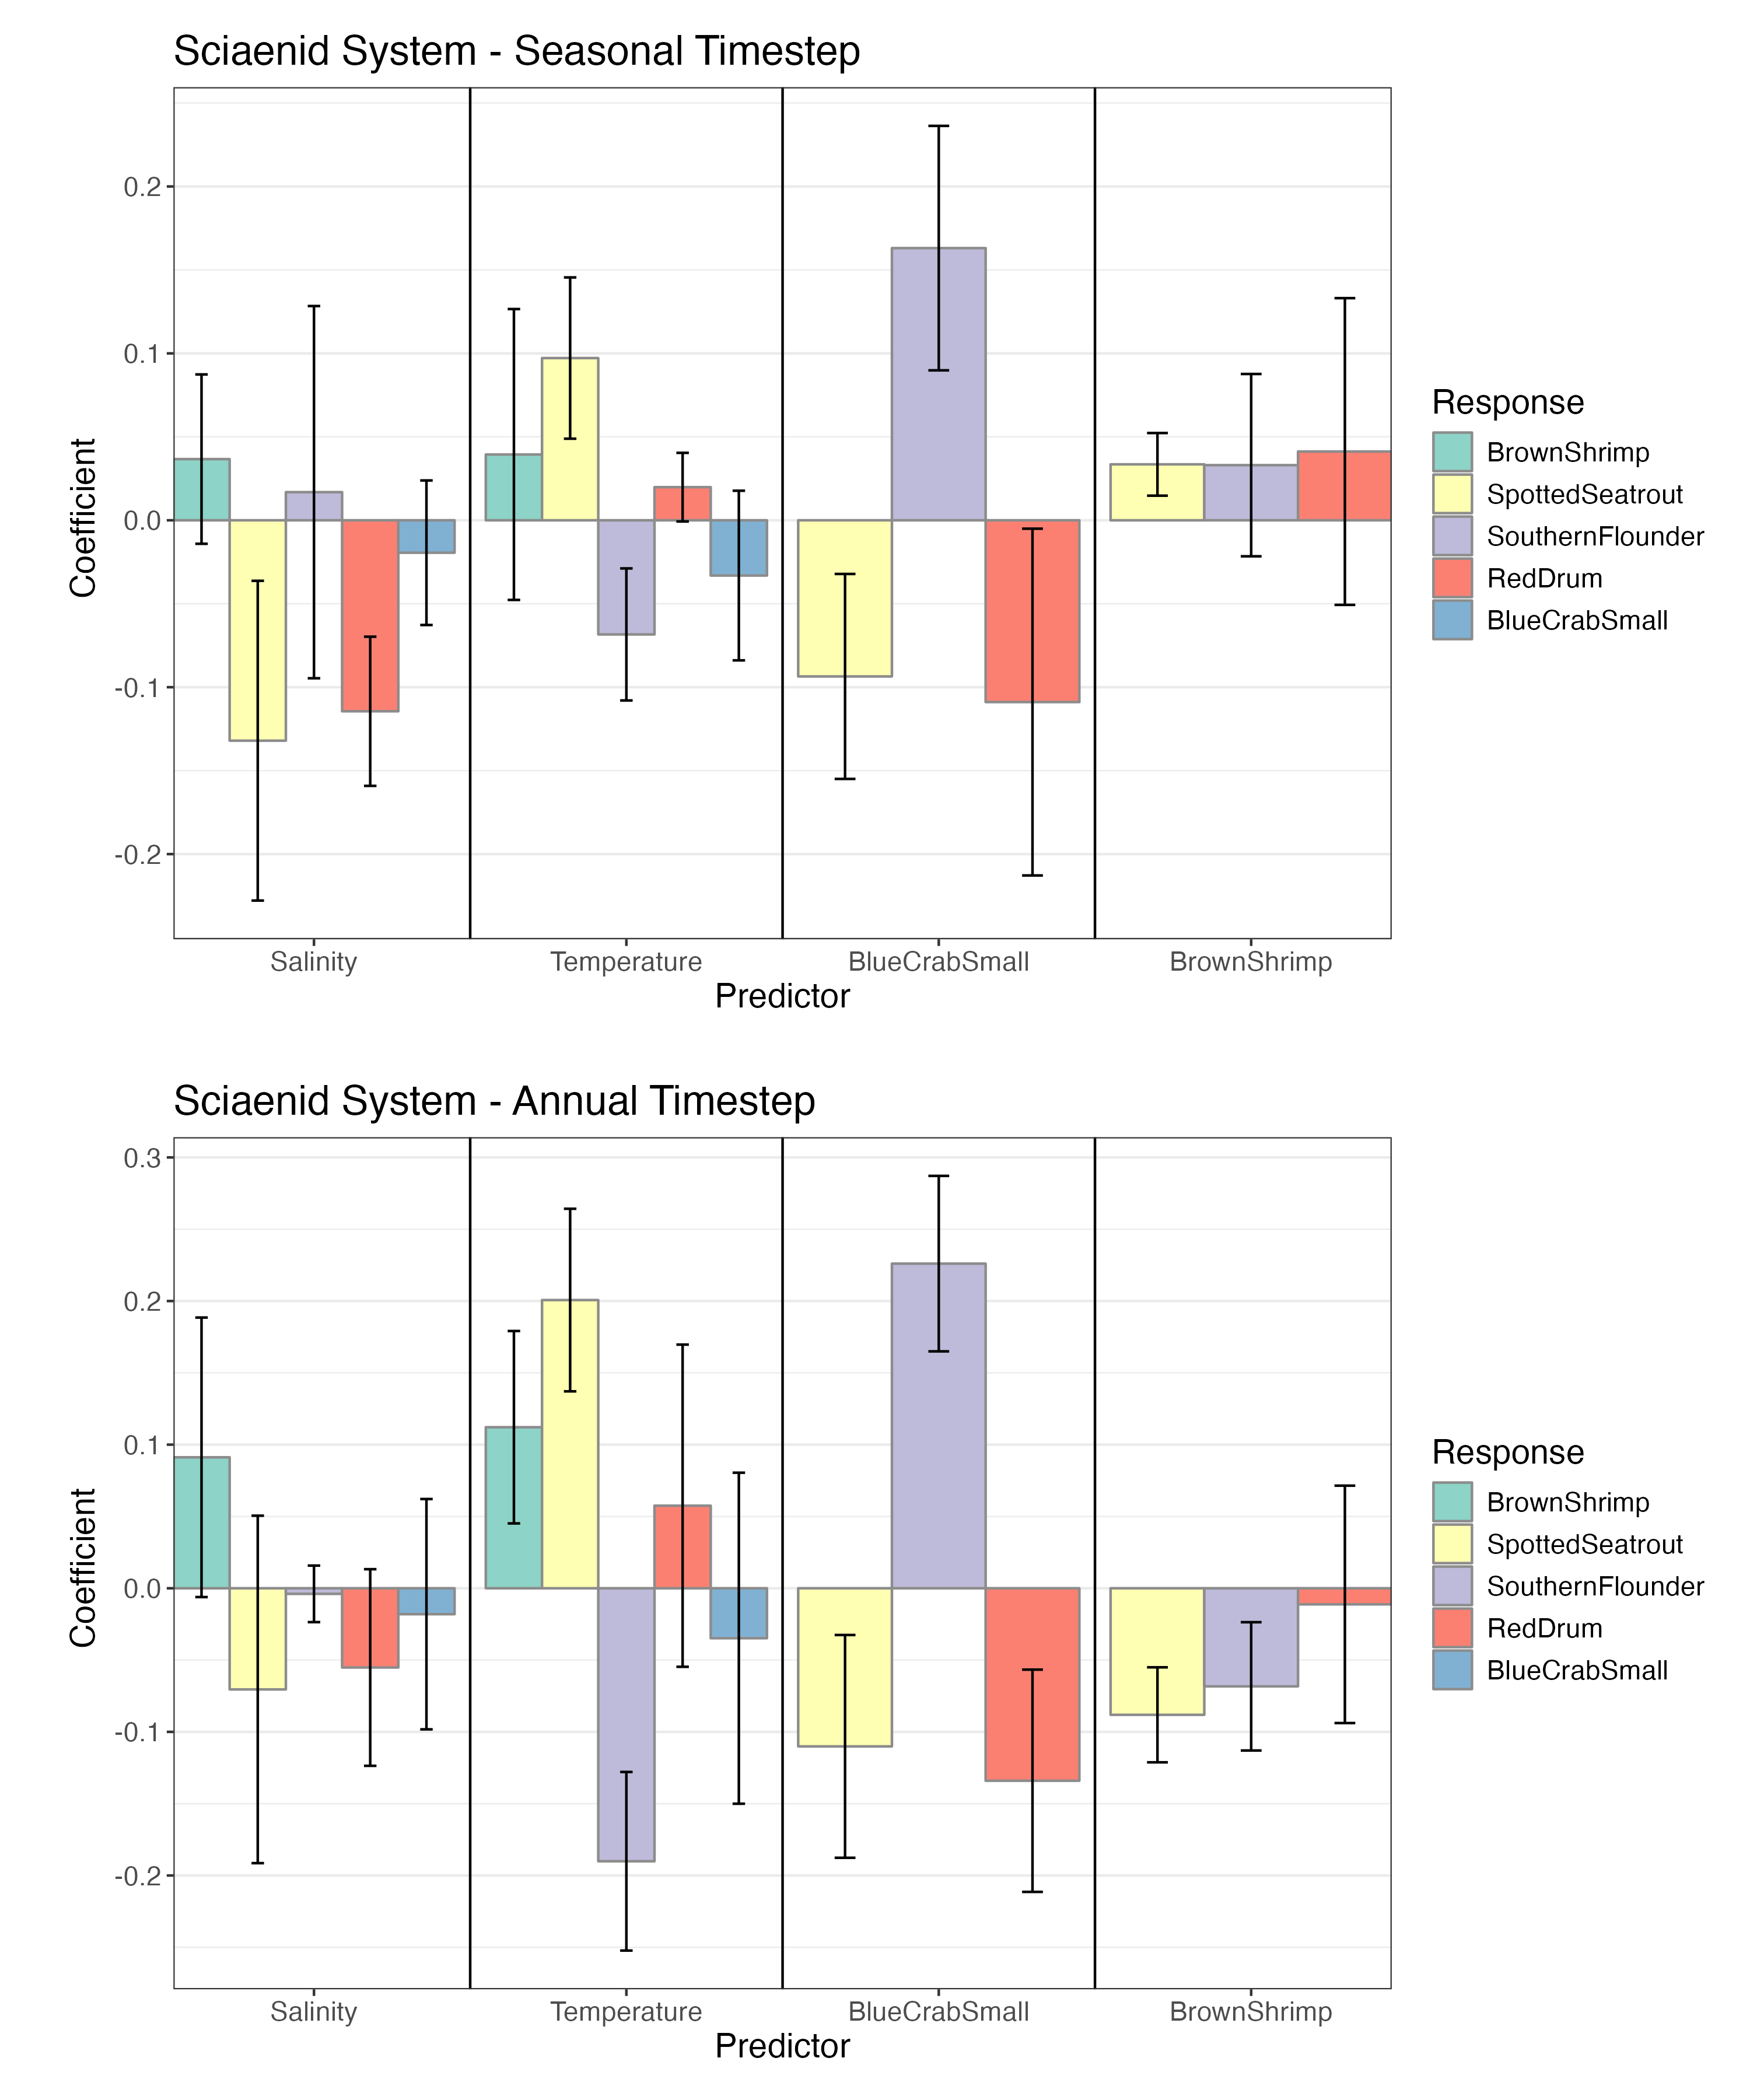 Sciaenid System - Seasonal Timestep
0.2
0.1
0.0
-0.1
-0.2
Coefficient
Salinity Temperature BlueCrabSmall BrownShrimp
Predictor
Response
BrownShrimp
SpottedSeatrout
SouthernFlounder
RedDrum
BlueCrabSmall
Sciaenid System - Annual Timestep
0.3
0.2
0.1
0.0
-0.1
-0.2
Coefficient
Salinity Temperature BlueCrabSmall BrownShrimp
Predictor
Response
BrownShrimp
SpottedSeatrout
SouthernFlounder
RedDrum
BlueCrabSmall